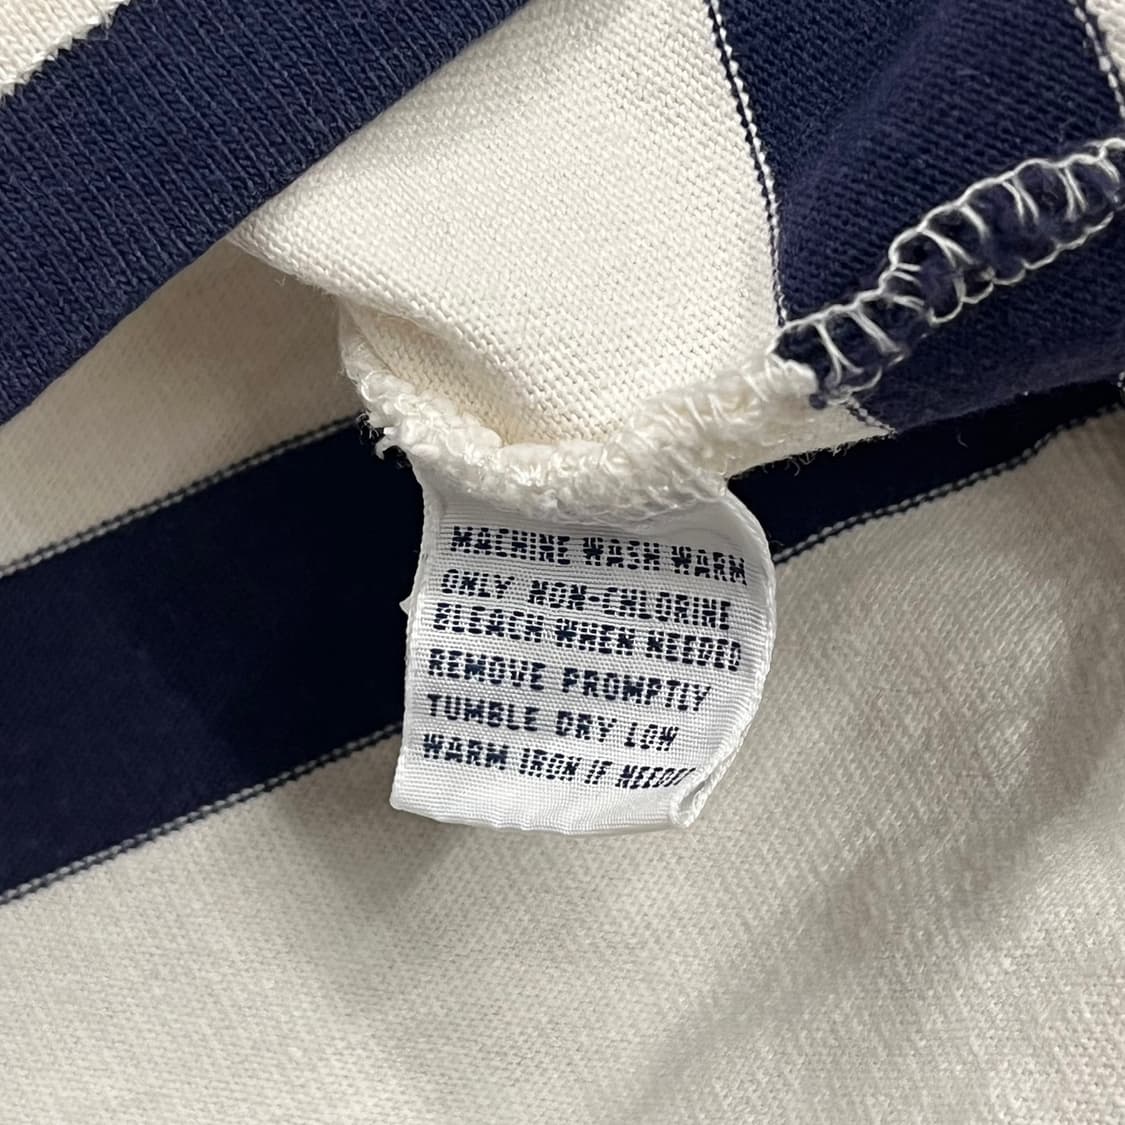 MACHINE WASH WARM
ONLY NON-CHLORINE
BLEACH WHEN NEEDED
REMOVE PROMPTLY
TUMBLE DRY LOW
WARM IRON IF NEEDED